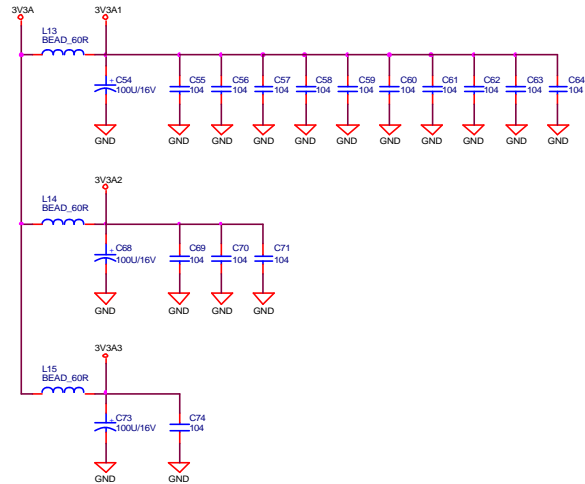 3V3A 3V3A1
L13
BEAD_60R
+ C54 C55 C56 C57 C58 C59 C60 C61 C62 C63 C64
100U/16V 104 104 104 104 104 104 104 104 104 104
GND GND GND GND GND GND GND GND GND GND GND
3V3A2
L14
BEAD_60R
+ C68 C69 C70 C71
100U/16V 104 104 104
GND GND GND GND
3V3A3
L15
BEAD_60R
+ C73 C74
100U/16V 104
GND GND